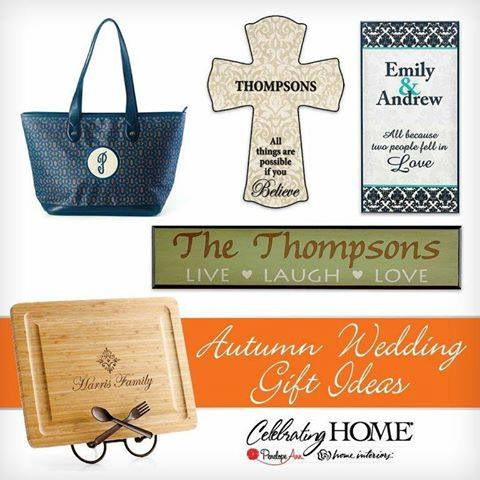 P
THOMPSONS
All
things are
possible
if you
Believe
Emily
&
Andrew
All because
two people fell in
Love
The Thompsons
LIVE ♥ LAUGH ♥ LOVE
Harris Family
Autumn Wedding
Gift Ideas
Celebrating HOME
Penelope Ann home interiors